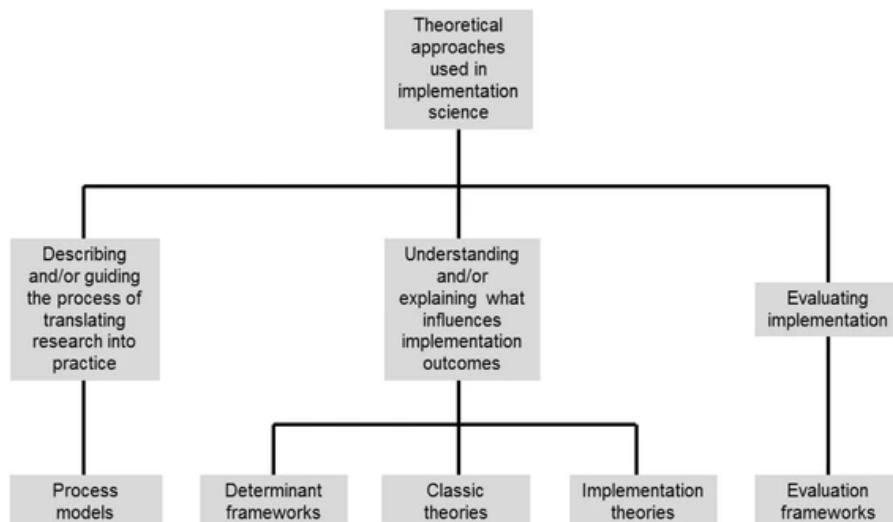 Theoretical
approaches
used in
implementation
science
Describing
and/or guiding
the process of
translating
research into
practice
Understanding
and/or
explaining what
influences
implementation
outcomes
Evaluating
implementation
Process
models
Determinant
frameworks
Classic
theories
Implementation
theories
Evaluation
frameworks